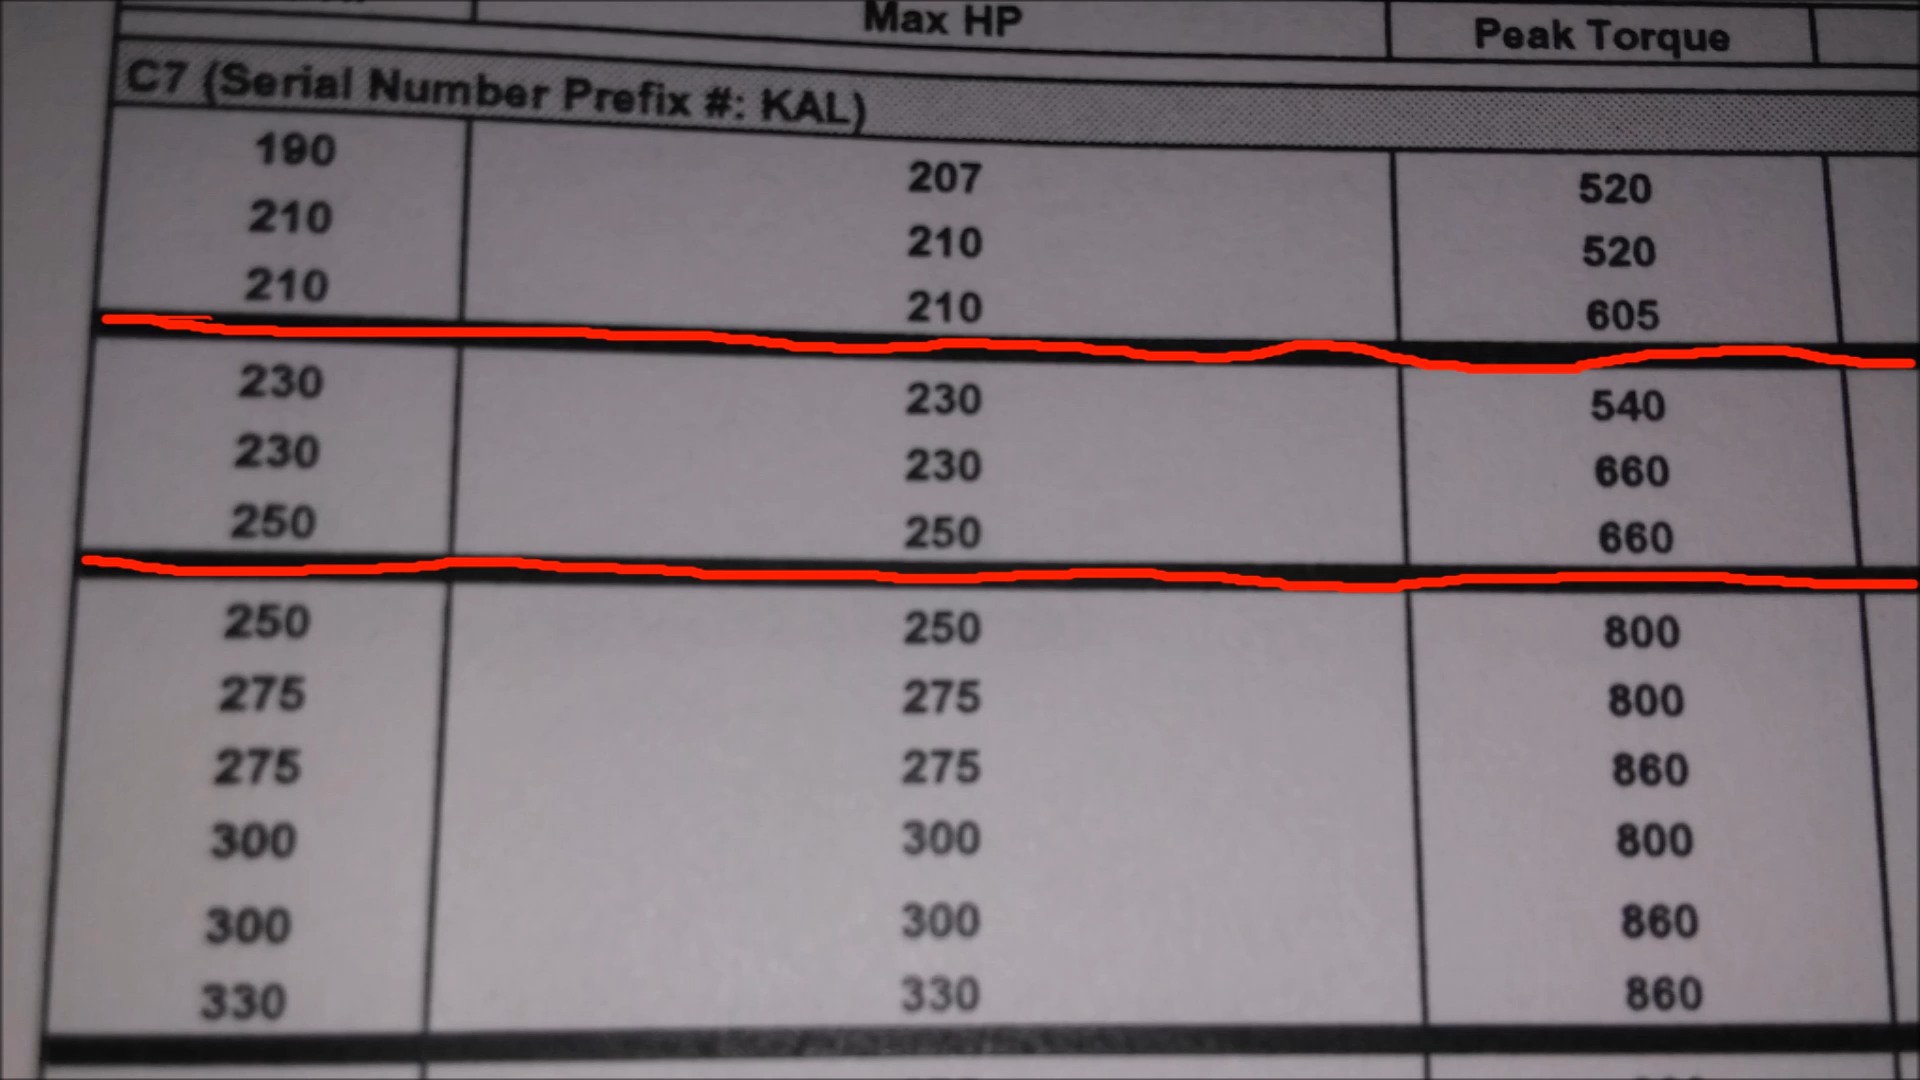 Max HP Peak Torque
C7 (Serial Number Prefix #: KAL)
190 207 520
210 210 520
210 210 605
230 230 540
230 230 660
250 250 660
250 250 800
275 275 800
275 275 860
300 300 800
300 300 860
330 330 860